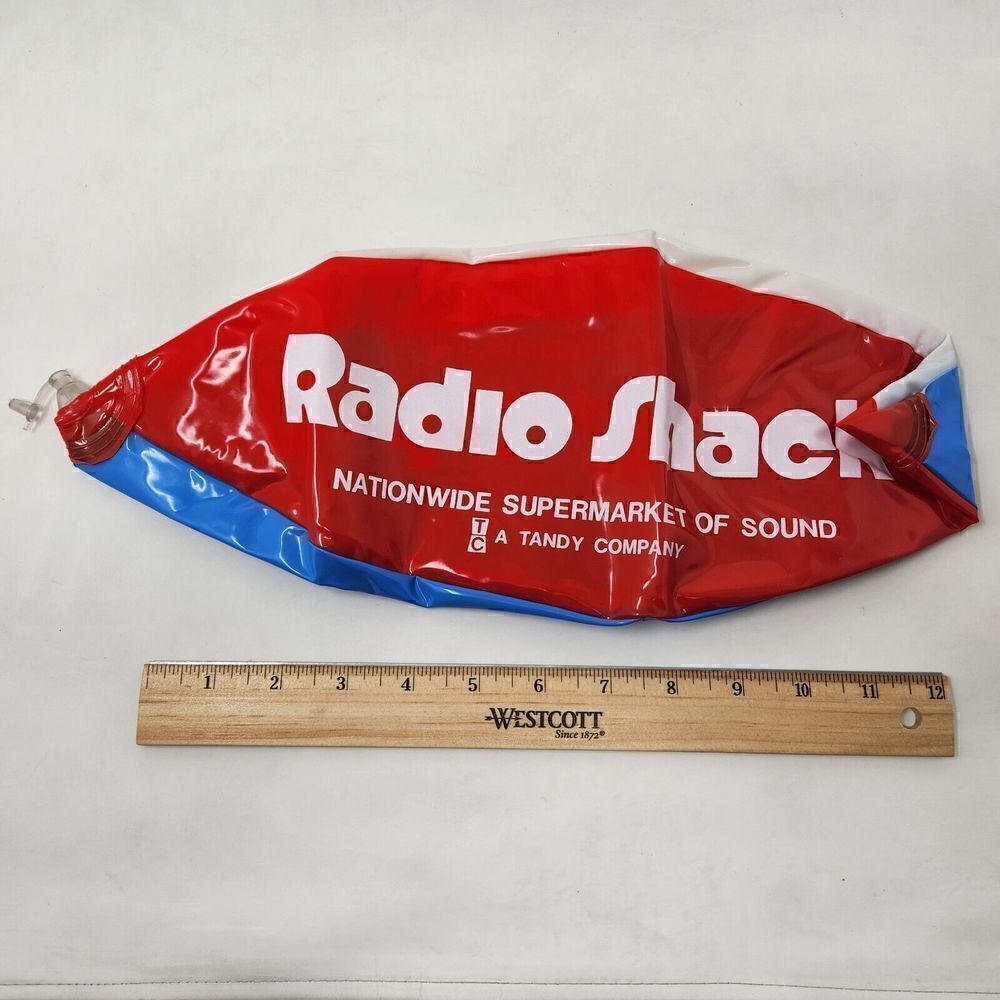 Radio Shack
NATIONWIDE SUPERMARKET OF SOUND
TC A TANDY COMPANY
1 2 3 4 5 6 7 8 9 10 11 12
WESTCOTT
Since 1872®